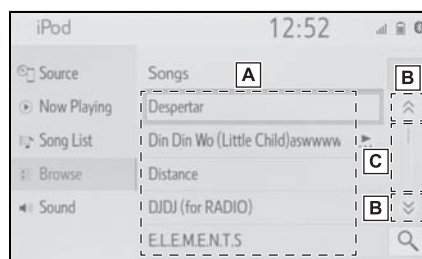 iPod 12:52
Source
Songs
A
B
Now Playing
Despertar
Song List
Din Din Wo (Little Child)aswwww
C
Browse
Distance
Sound
DJDJ (for RADIO)
B
E.L.E.M.E.N.T.S